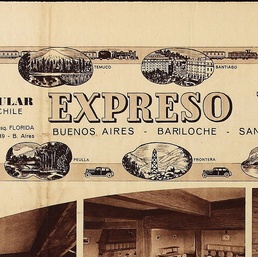 TEMUCO
SANTIAGO
ULAR
CHILE
EXPRESO
FLORIDA
B. Aires
BUENOS AIRES - BARILOCHE - SAN
PEULLA
FRONTERA